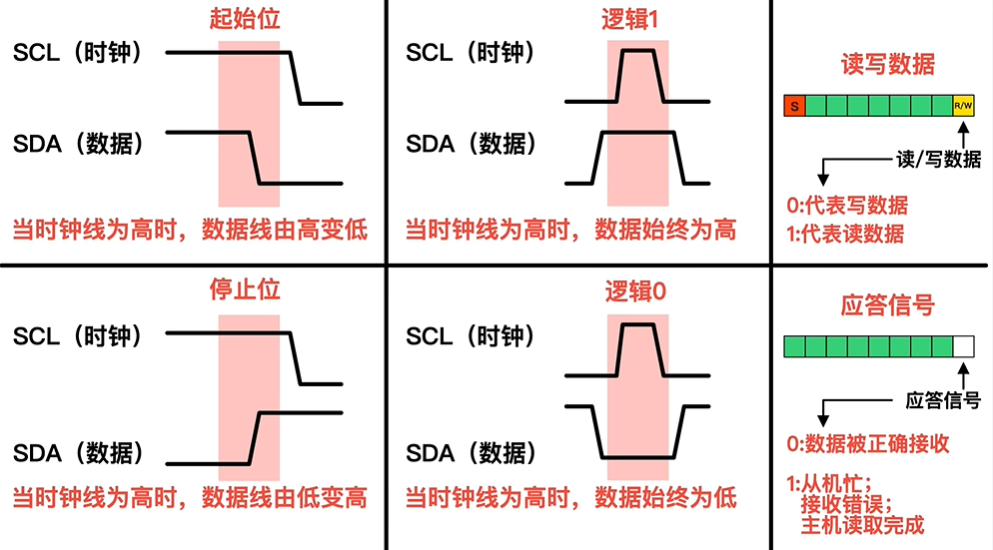 起始位
SCL（时钟）
SDA（数据）
当时钟线为高时，数据线由高变低
逻辑1
SCL（时钟）
SDA（数据）
当时钟线为高时，数据始终为高
读写数据
S
R/W
读/写数据
0:代表写数据
1:代表读数据
停止位
SCL（时钟）
SDA（数据）
当时钟线为高时，数据线由低变高
逻辑0
SCL（时钟）
SDA（数据）
当时钟线为高时，数据始终为低
应答信号
应答信号
0:数据被正确接收
1:从机忙；
接收错误；
主机读取完成